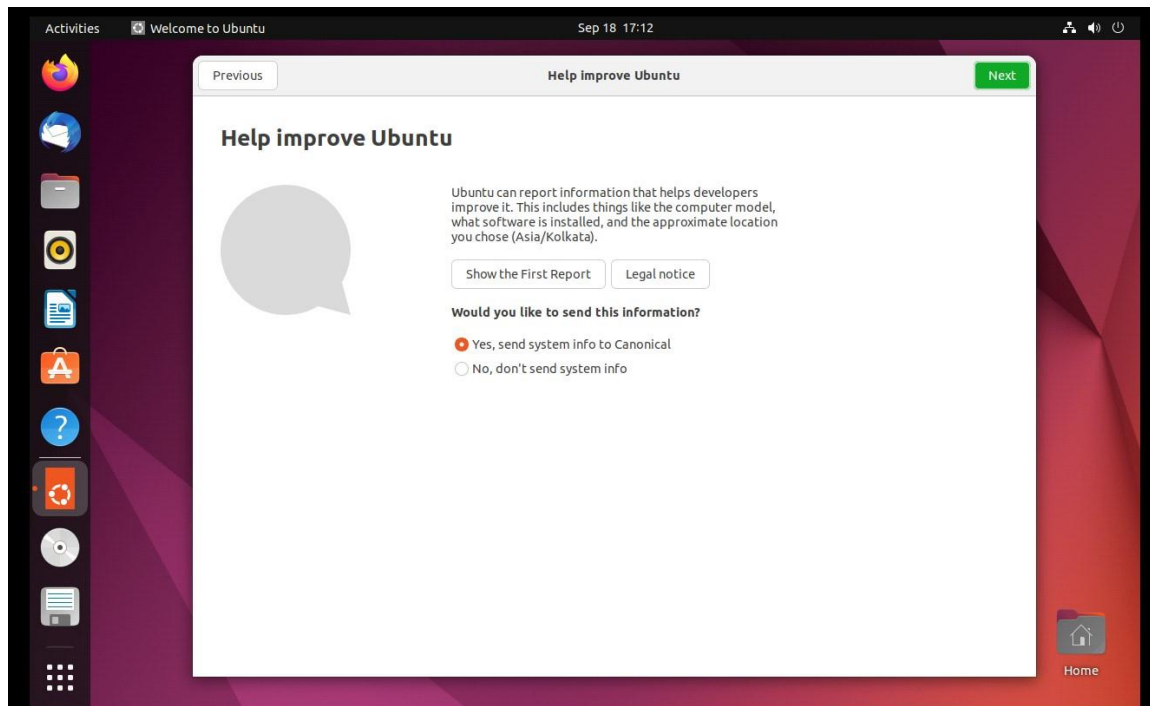 Activities Welcome to Ubuntu Sep 18 17:12
Previous Help improve Ubuntu Next
Help improve Ubuntu
Ubuntu can report information that helps developers
improve it. This includes things like the computer model,
what software is installed, and the approximate location
you chose (Asia/Kolkata).
Show the First Report Legal notice
Would you like to send this information?
Yes, send system info to Canonical
No, don't send system info
Home